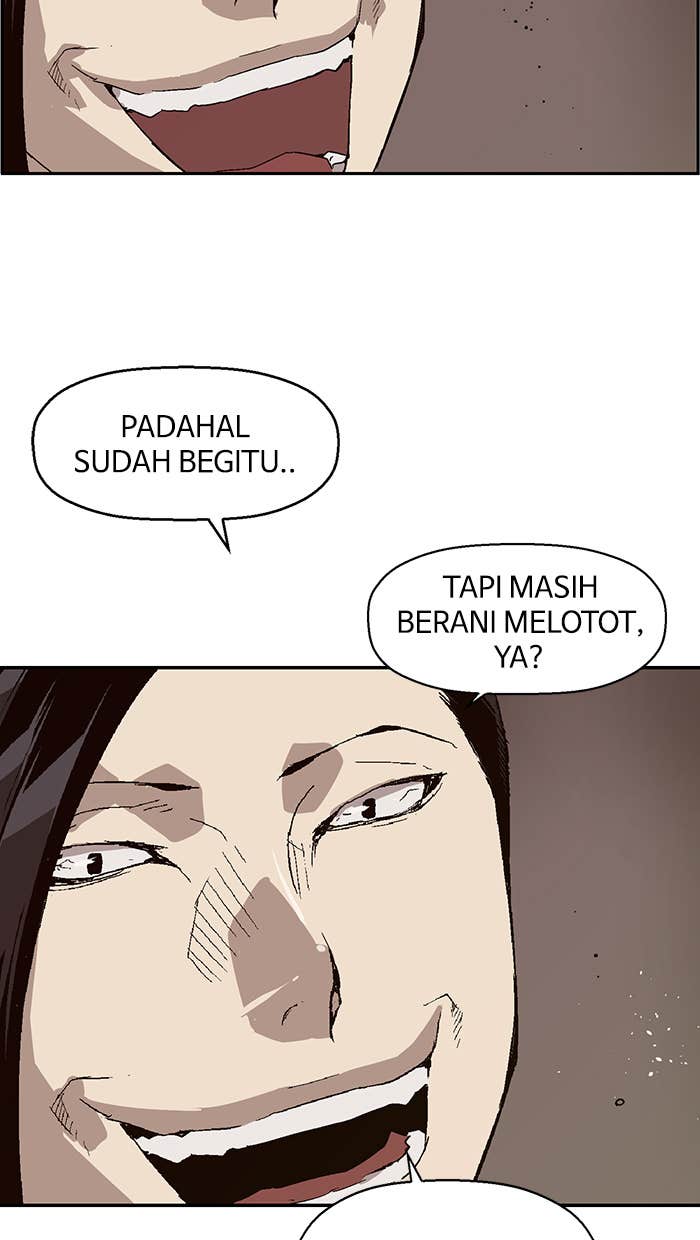 PADAHAL
SUDAH BEGITU..
TAPI MASIH
BERANI MELOTOT,
YA?